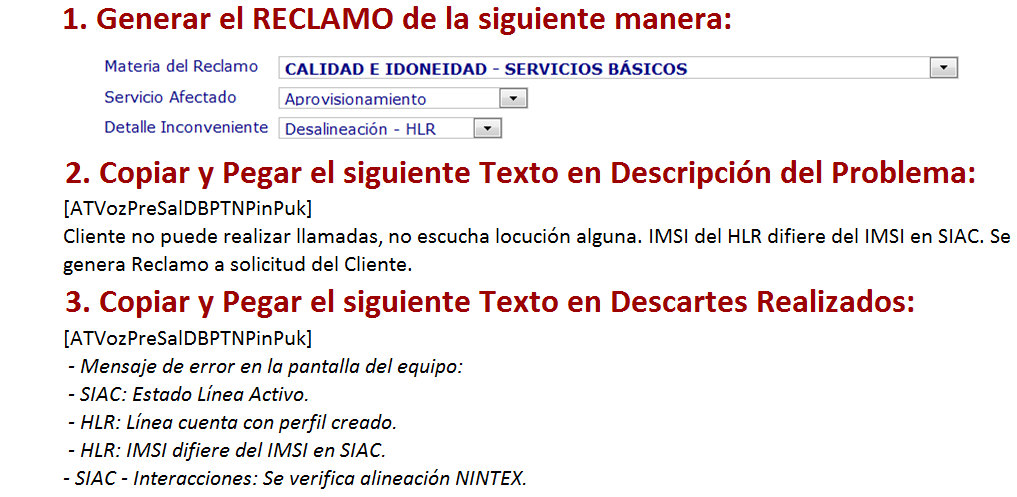 1. Generar el RECLAMO de la siguiente manera:
Materia del Reclamo CALIDAD E IDONEIDAD - SERVICIOS BÁSICOS
Servicio Afectado Aprovisionamiento
Detalle Inconveniente Desalineación - HLR
2. Copiar y Pegar el siguiente Texto en Descripción del Problema:
[ATVozPreSalDBPTNPinPuk]
Cliente no puede realizar llamadas, no escucha locución alguna. IMSI del HLR difiere del IMSI en SIAC. Se
genera Reclamo a solicitud del Cliente.
3. Copiar y Pegar el siguiente Texto en Descartes Realizados:
[ATVozPreSalDBPTNPinPuk]
- Mensaje de error en la pantalla del equipo:
- SIAC: Estado Línea Activo.
- HLR: Línea cuenta con perfil creado.
- HLR: IMSI difiere del IMSI en SIAC.
- SIAC - Interacciones: Se verifica alineación NINTEX.